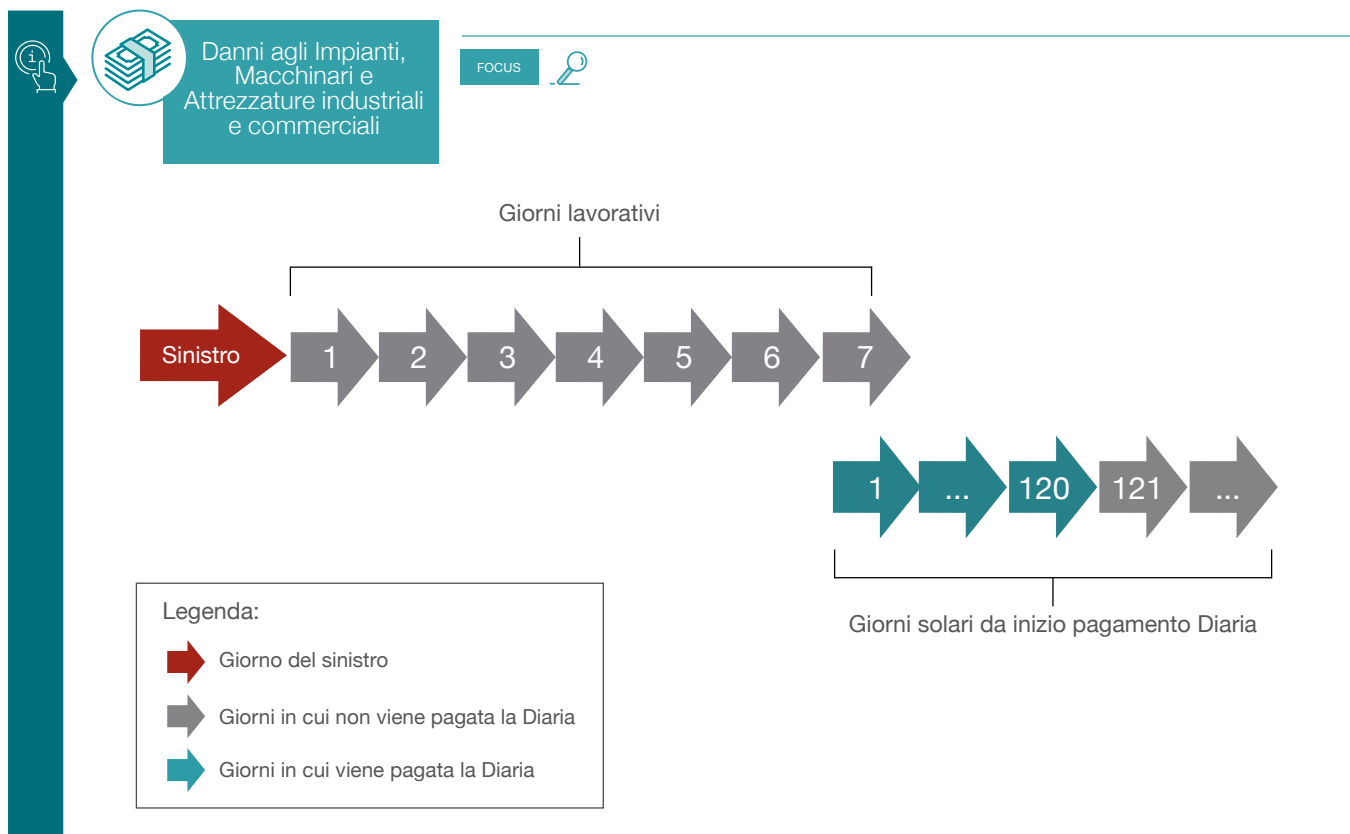 Danni agli Impianti,
Macchinari e
Attrezzature industriali
e commerciali
FOCUS
Giorni lavorativi
Sinistro 1 2 3 4 5 6 7
1 ... 120 121 ...
Giorni solari da inizio pagamento Diaria
Legenda:
Giorno del sinistro
Giorni in cui non viene pagata la Diaria
Giorni in cui viene pagata la Diaria